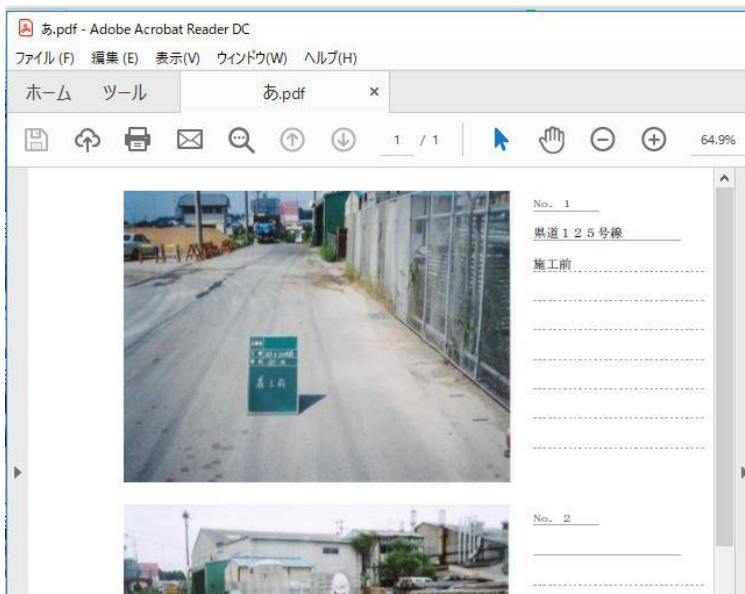 あ.pdf - Adobe Acrobat Reader DC
ファイル(F) 編集(E) 表示(V) ウィンドウ(W) ヘルプ(H)
ホーム ツール あ.pdf ×
1 / 1 64.9%
No. 1
県道125号線
施工前
No. 2